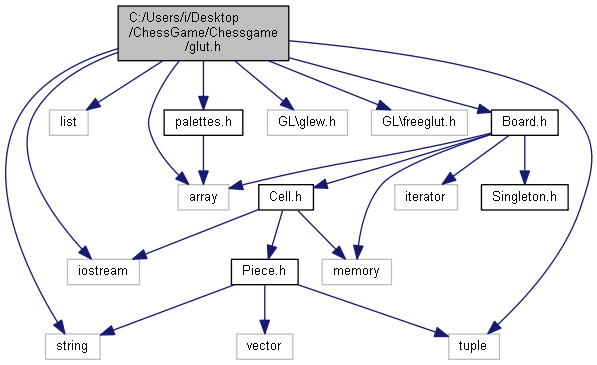 C:/Users/i/Desktop
/ChessGame/Chessgame
/glut.h
list
palettes.h
GL\glew.h
GL\freeglut.h
Board.h
array
Cell.h
iterator
Singleton.h
iostream
Piece.h
memory
string
vector
tuple